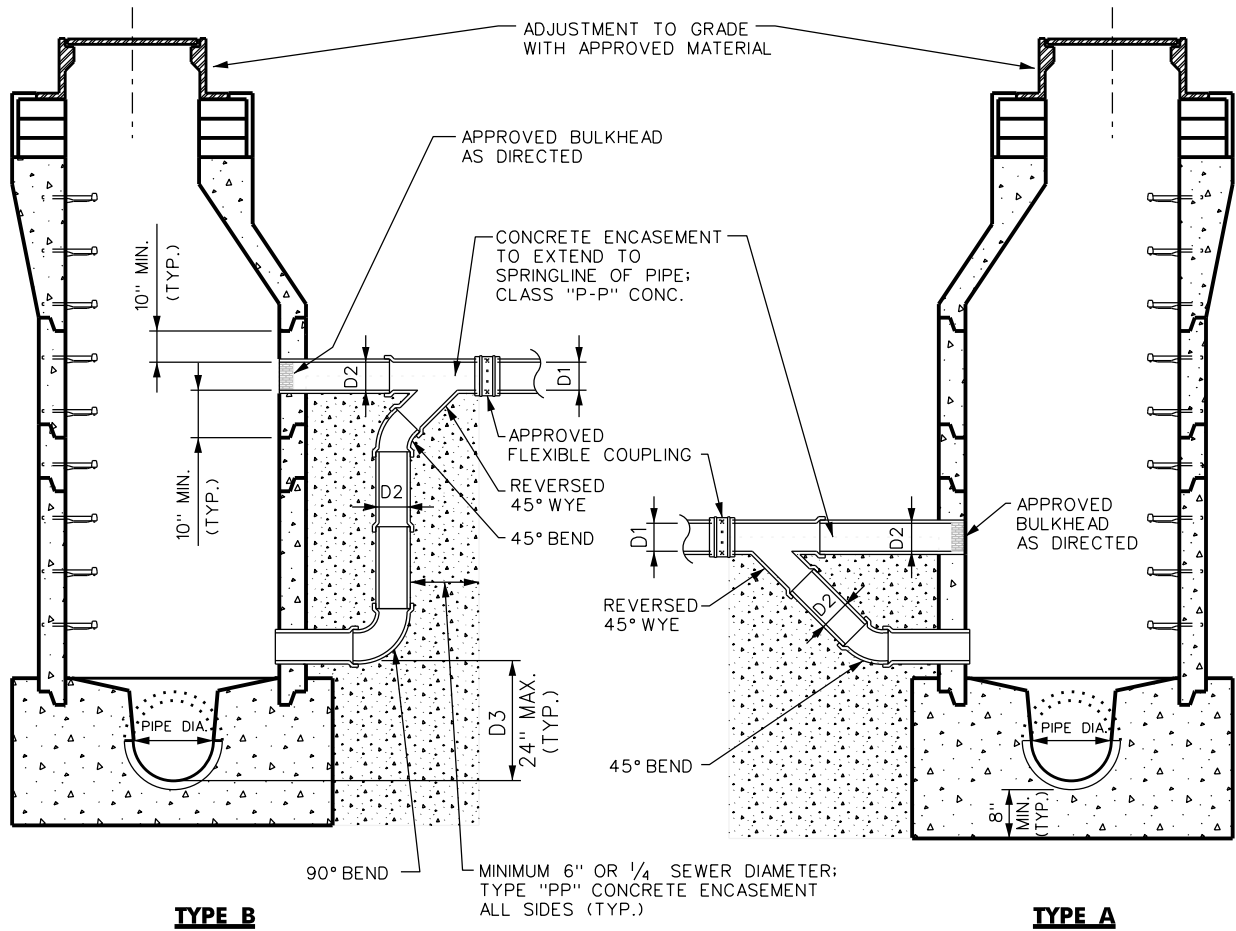 ADJUSTMENT TO GRADE
WITH APPROVED MATERIAL
APPROVED BULKHEAD
AS DIRECTED
CONCRETE ENCASEMENT
TO EXTEND TO
SPRINGLINE OF PIPE;
CLASS "P-P" CONC.
10" MIN.
(TYP.)
D2
D1
10" MIN.
(TYP.)
APPROVED
FLEXIBLE COUPLING
REVERSED
45° WYE
D2
45° BEND
D1
D2
APPROVED
BULKHEAD
AS DIRECTED
REVERSED
45° WYE
D2
PIPE DIA.
D3
24" MAX.
(TYP.)
45° BEND
PIPE DIA.
8"
MIN.
(TYP.)
90° BEND
MINIMUM 6" OR 1/4 SEWER DIAMETER;
TYPE "PP" CONCRETE ENCASEMENT
ALL SIDES (TYP.)
TYPE B
TYPE A